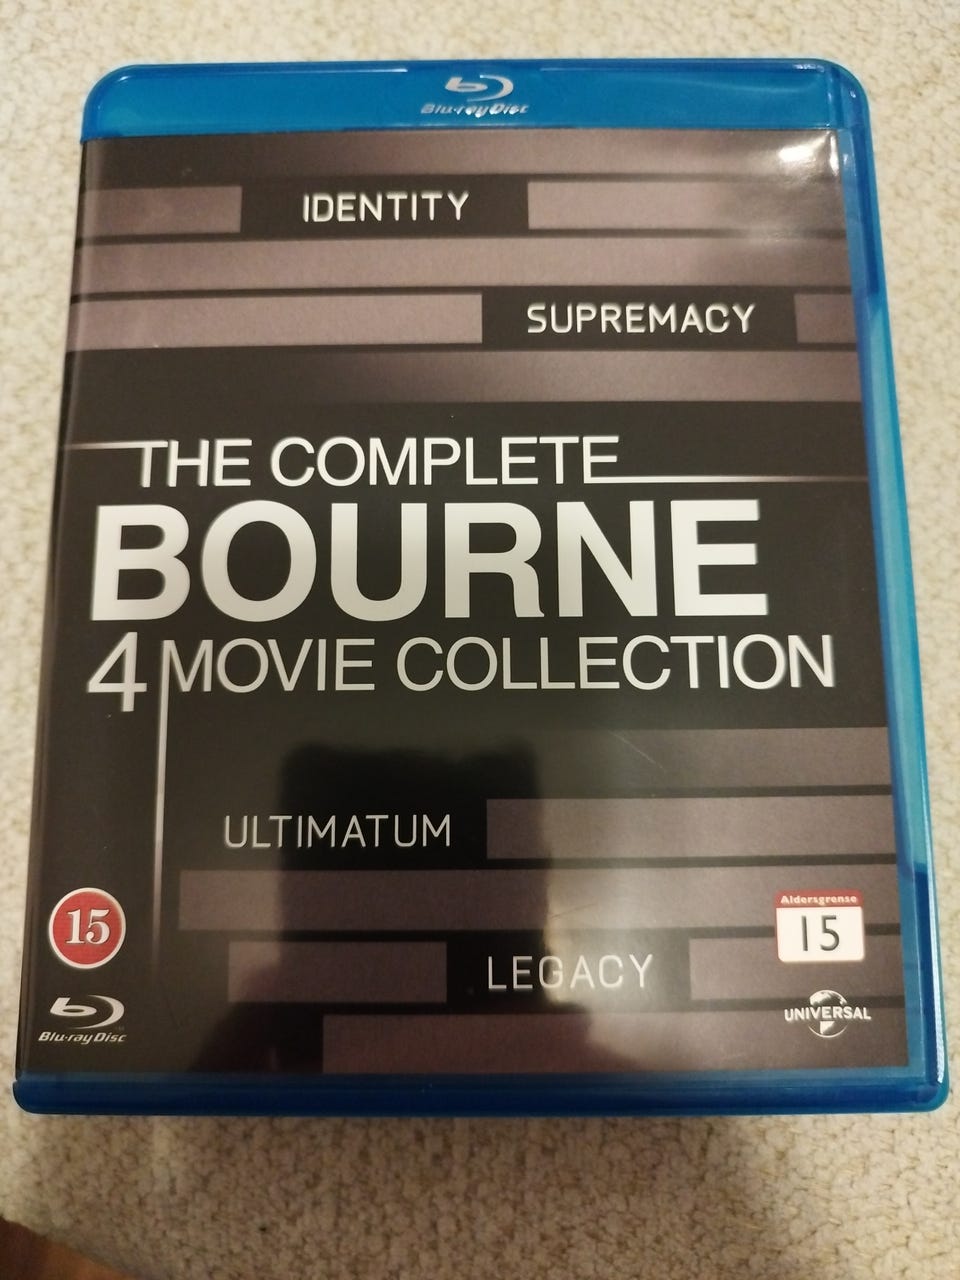 Blu-ray Disc
IDENTITY
SUPREMACY
THE COMPLETE
BOURNE
4 MOVIE COLLECTION
ULTIMATUM
15
Aldersgrense
15
LEGACY
Blu-ray Disc
UNIVERSAL